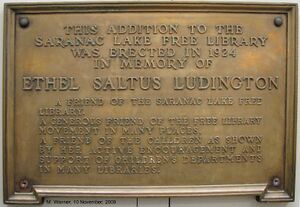 THIS ADDITION TO THE
SARANAC LAKE FREE LIBRARY
WAS ERECTED IN 1924
IN MEMORY OF
ETHEL SALTUS LUDINGTON
A FRIEND OF THE SARANAC LAKE FREE
LIBRARY.
A GENEROUS FRIEND OF THE FREE LIBRARY
MOVEMENT IN MANY PLACES.
A FRIEND OF THE CHILDREN AS SHOWN
BY HER ACTIVE ENCOURAGEMENT AND
SUPPORT OF CHILDREN'S DEPARTMENTS
IN MANY LIBRARIES.
M. Werner, 10 November, 2009